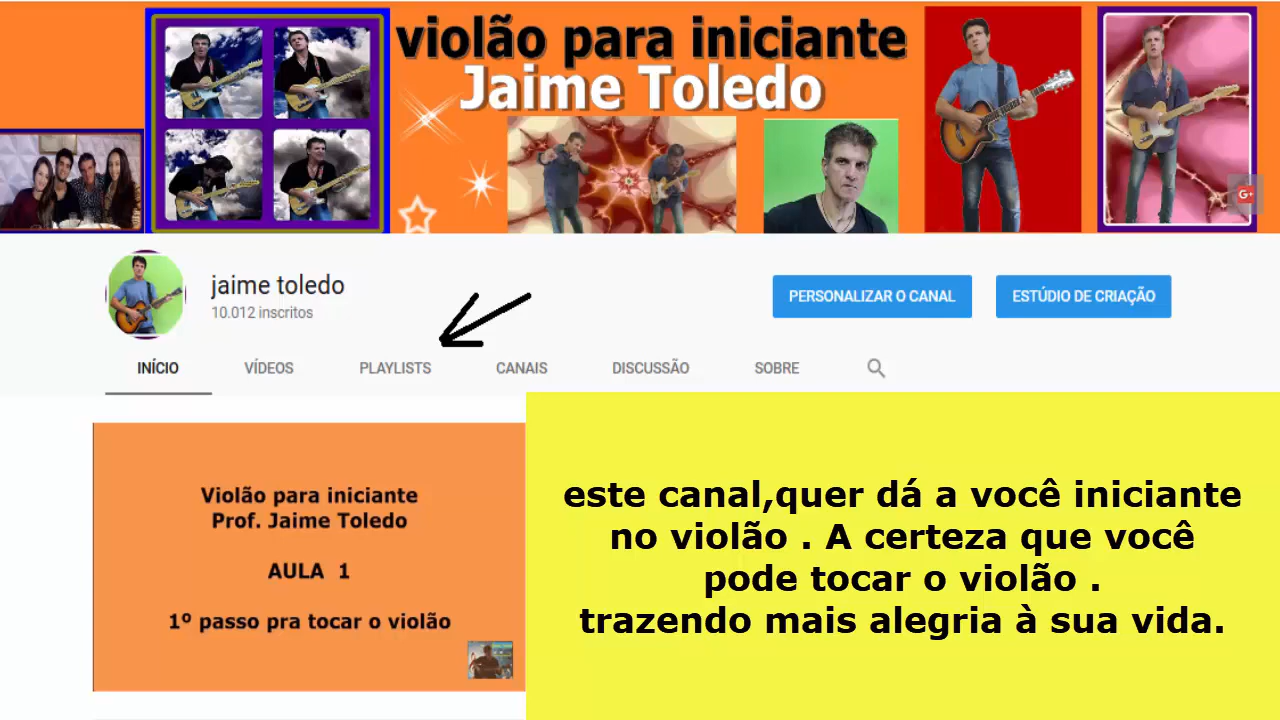 violão para iniciante
Jaime Toledo
G+
jaime toledo
10.012 inscritos
PERSONALIZAR O CANAL
ESTÚDIO DE CRIAÇÃO
INÍCIO VÍDEOS PLAYLISTS CANAIS DISCUSSÃO SOBRE
Violão para iniciante
Prof. Jaime Toledo
AULA 1
1º passo pra tocar o violão
este canal,quer dá a você iniciante
no violão . A certeza que você
pode tocar o violão .
trazendo mais alegria à sua vida.